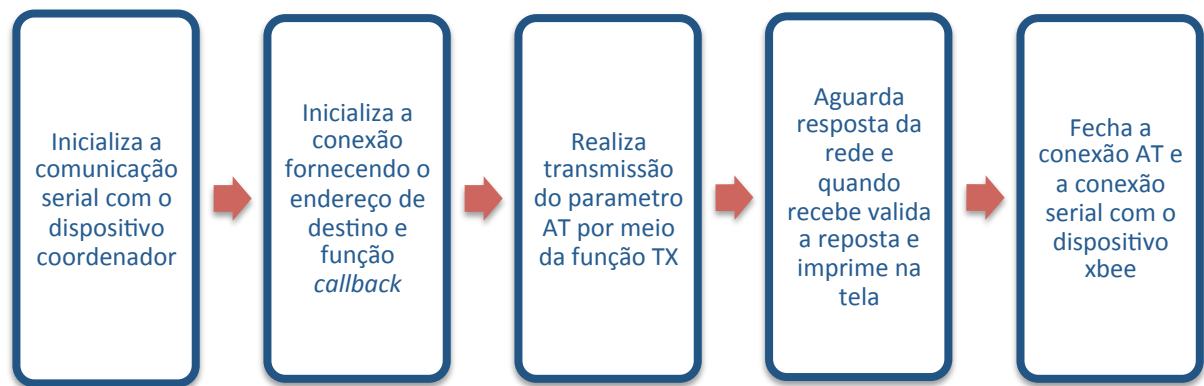 Inicializa a
comunicação
serial com o
dispositivo
coordenador
Inicializa a
conexão
fornecendo o
endereço de
destino e
função
callback
Realiza
transmissão
do parametro
AT por meio
da função TX
Aguarda
resposta da
rede e
quando
recebe valida
a reposta e
imprime na
tela
Fecha a
conexão AT e
a conexão
serial com o
dispositivo
xbee